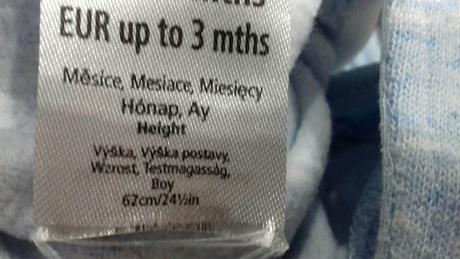 mths
EUR up to 3 mths
Měsíce, Mesiace, Miesięcy
Hónap, Ay
Height
Výška, Výška postavy,
Wzrost, Testmagasság,
Boy
62cm/24½in